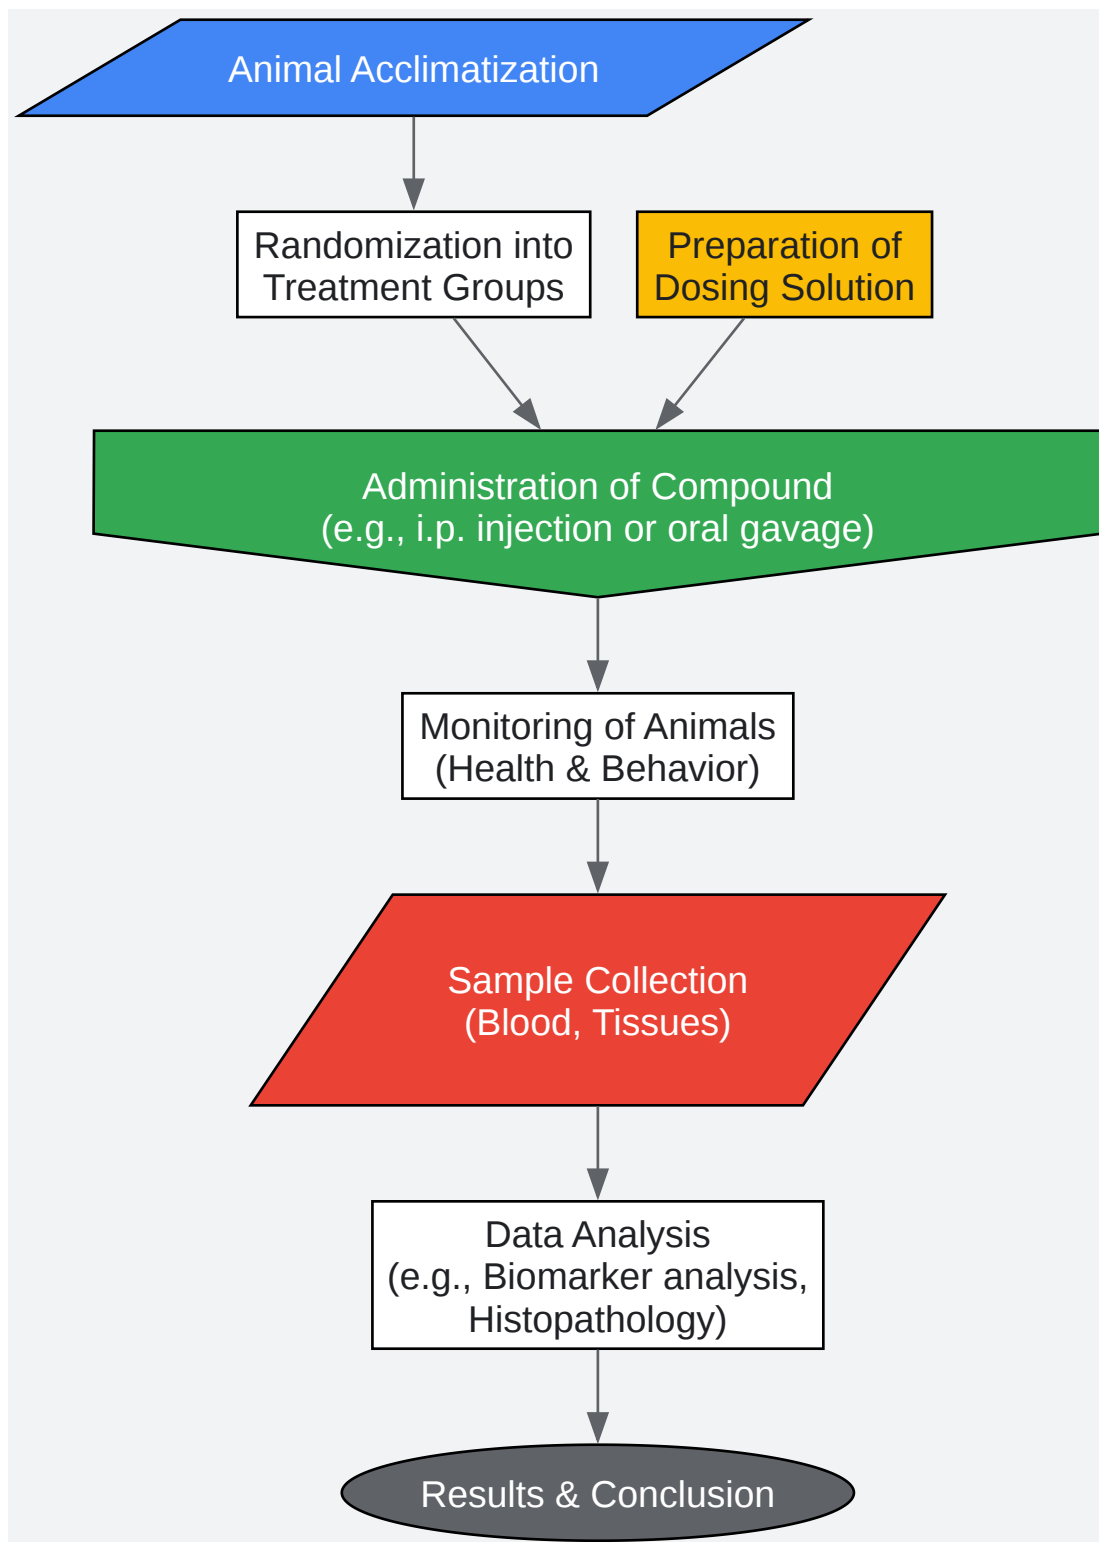 Animal Acclimatization
Randomization into
Treatment Groups
Preparation of
Dosing Solution
Administration of Compound
(e.g., i.p. injection or oral gavage)
Monitoring of Animals
(Health & Behavior)
Sample Collection
(Blood, Tissues)
Data Analysis
(e.g., Biomarker analysis,
Histopathology)
Results & Conclusion